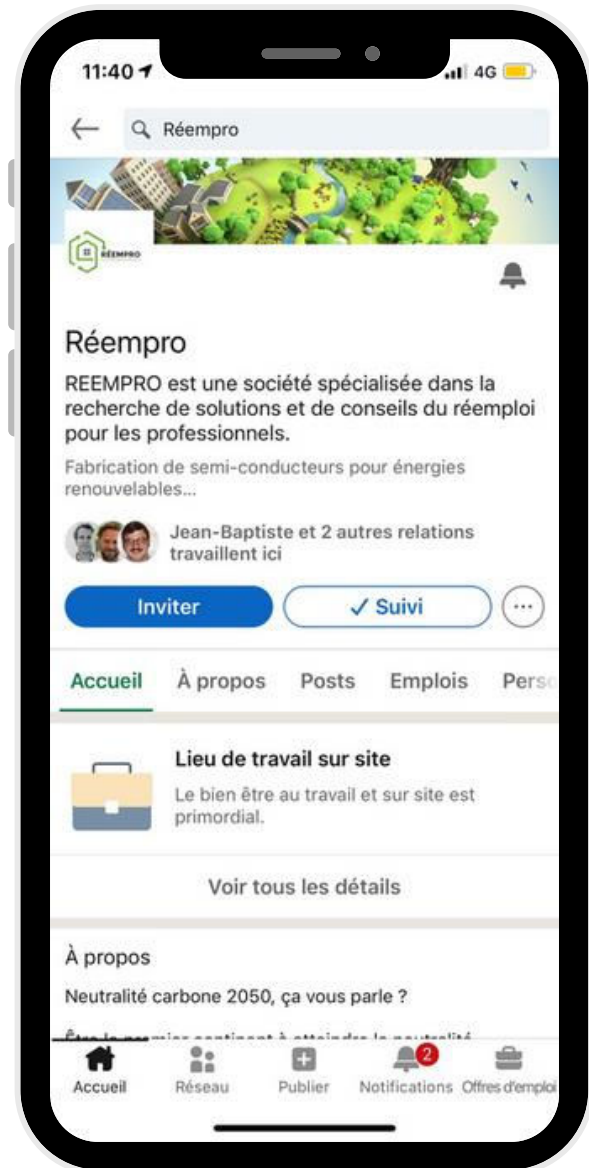 11:40
4G
Réempro
RÉEMPRO
Réempro
REEMPRO est une société spécialisée dans la
recherche de solutions et de conseils du réemploi
pour les professionnels.
Fabrication de semi-conducteurs pour énergies
renouvelables...
Jean-Baptiste et 2 autres relations
travaillent ici
Inviter
Suivi
Accueil À propos Posts Emplois
Lieu de travail sur site
Le bien être au travail et sur site est
primordial.
Voir tous les détails
À propos
Neutralité carbone 2050, ça vous parle ?
2
Accueil Réseau Publier Notifications Offres d'emploi